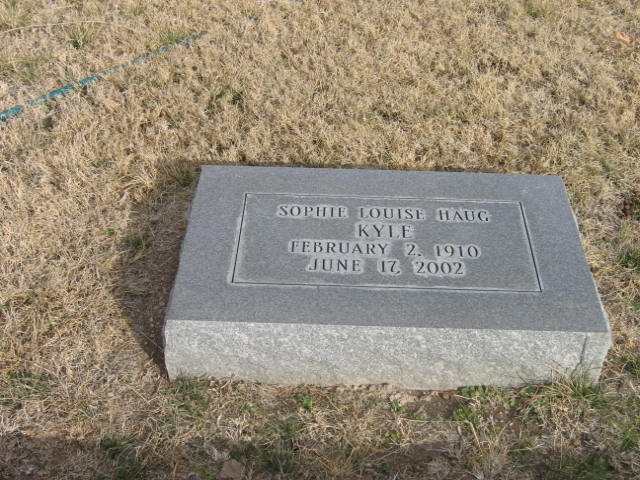 SOPHIE LOUISE HAUG
KYLE
FEBRUARY 2, 1910
JUNE 17, 2002